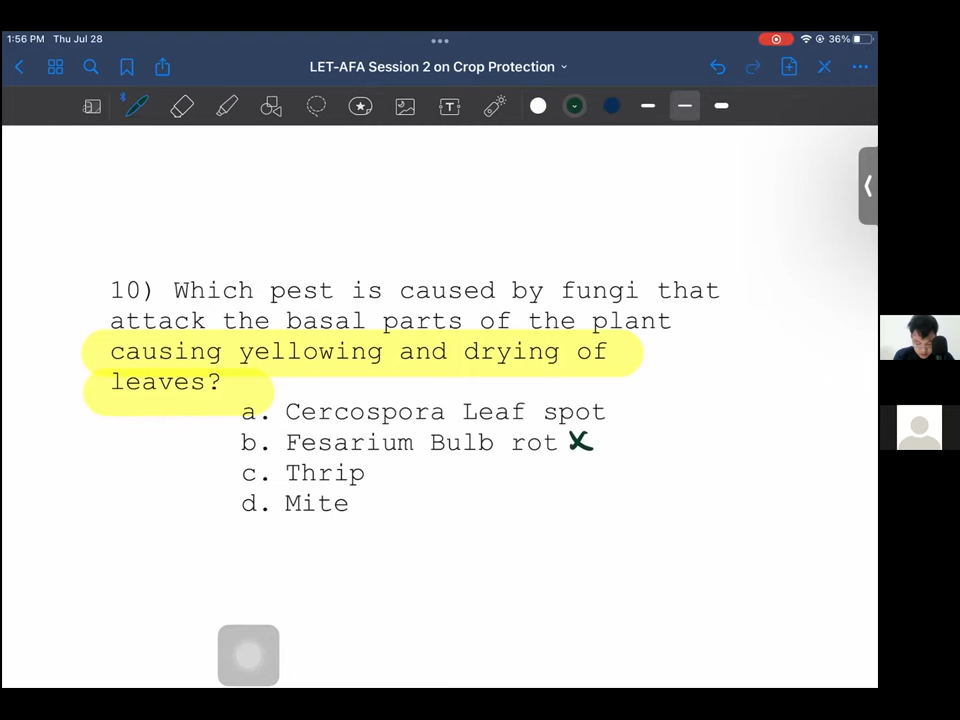 1:56 PM Thu Jul 28
36%
LET-AFA Session 2 on Crop Protection
T
10) Which pest is caused by fungi that
attack the basal parts of the plant
causing yellowing and drying of
leaves?
a. Cercospora Leaf spot
b. Fesarium Bulb rot x
c. Thrip
d. Mite